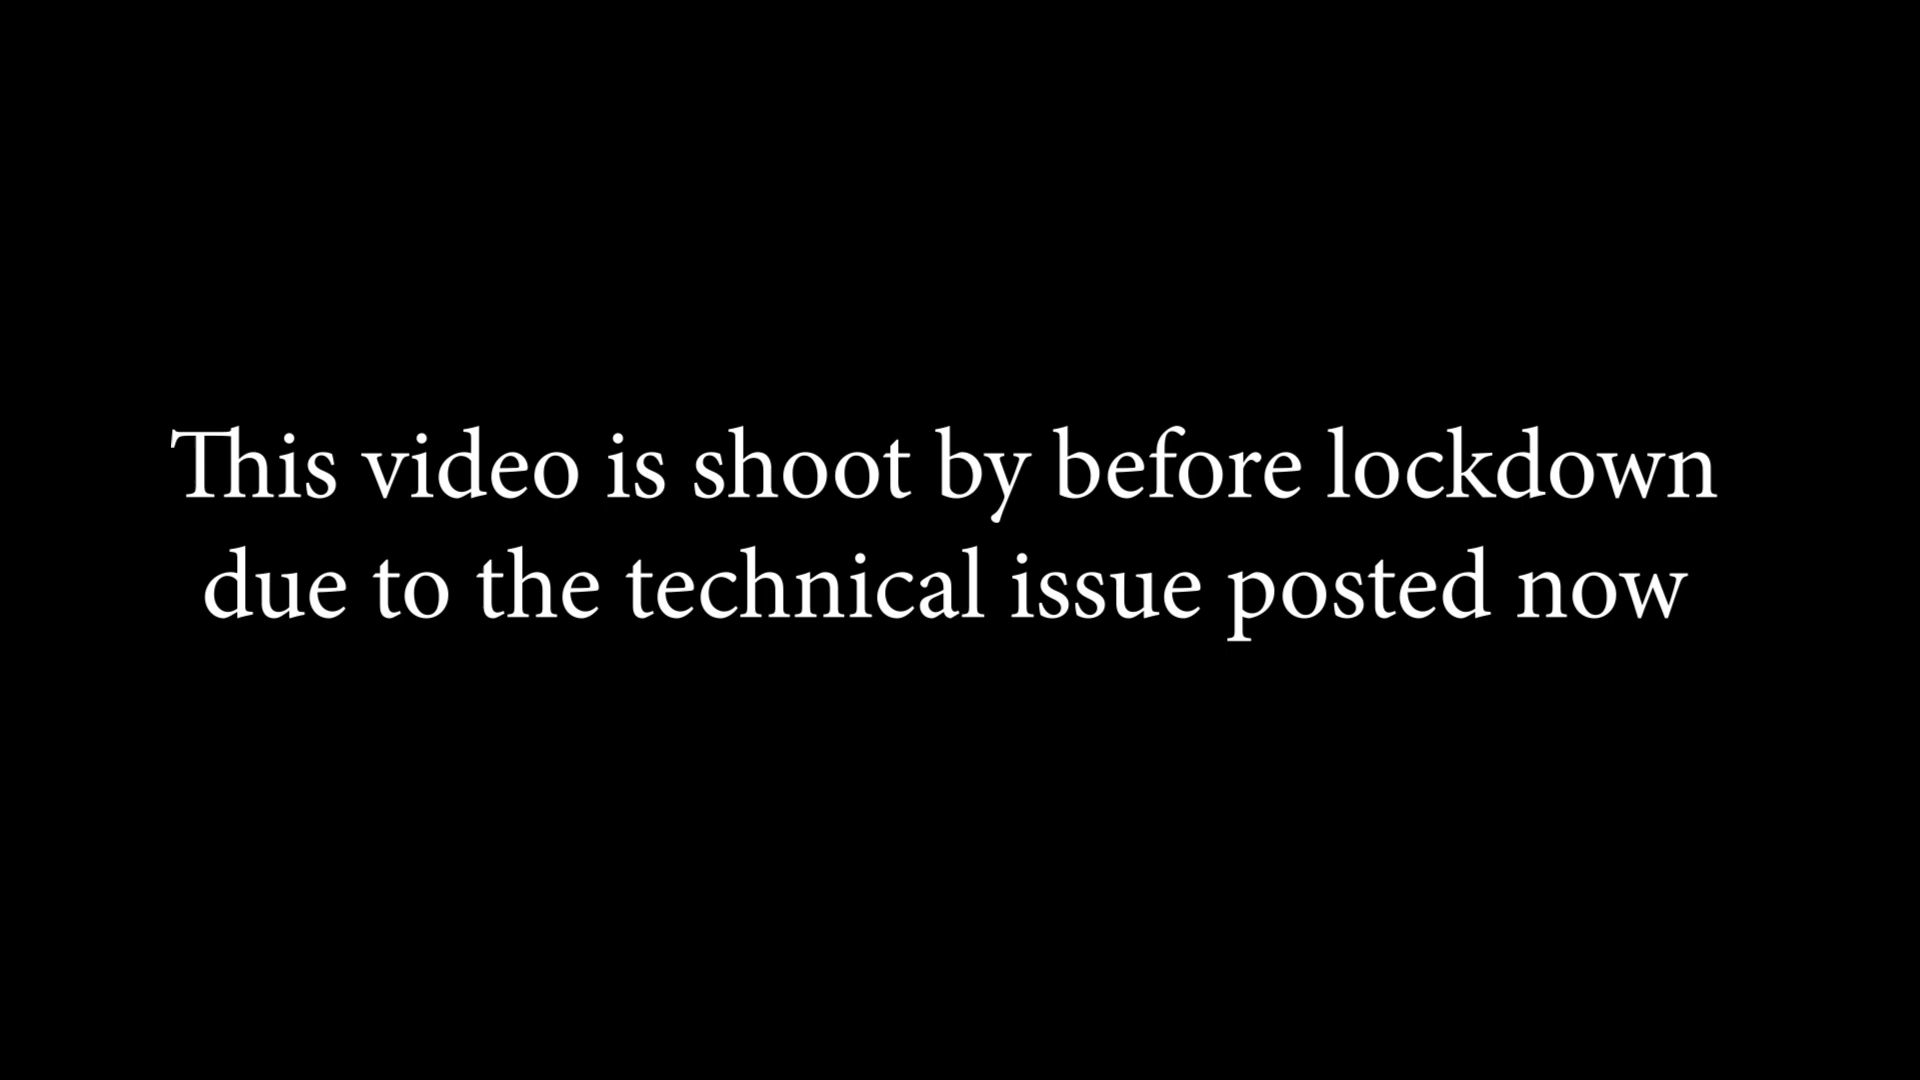 This video is shoot by before lockdown
due to the technical issue posted now